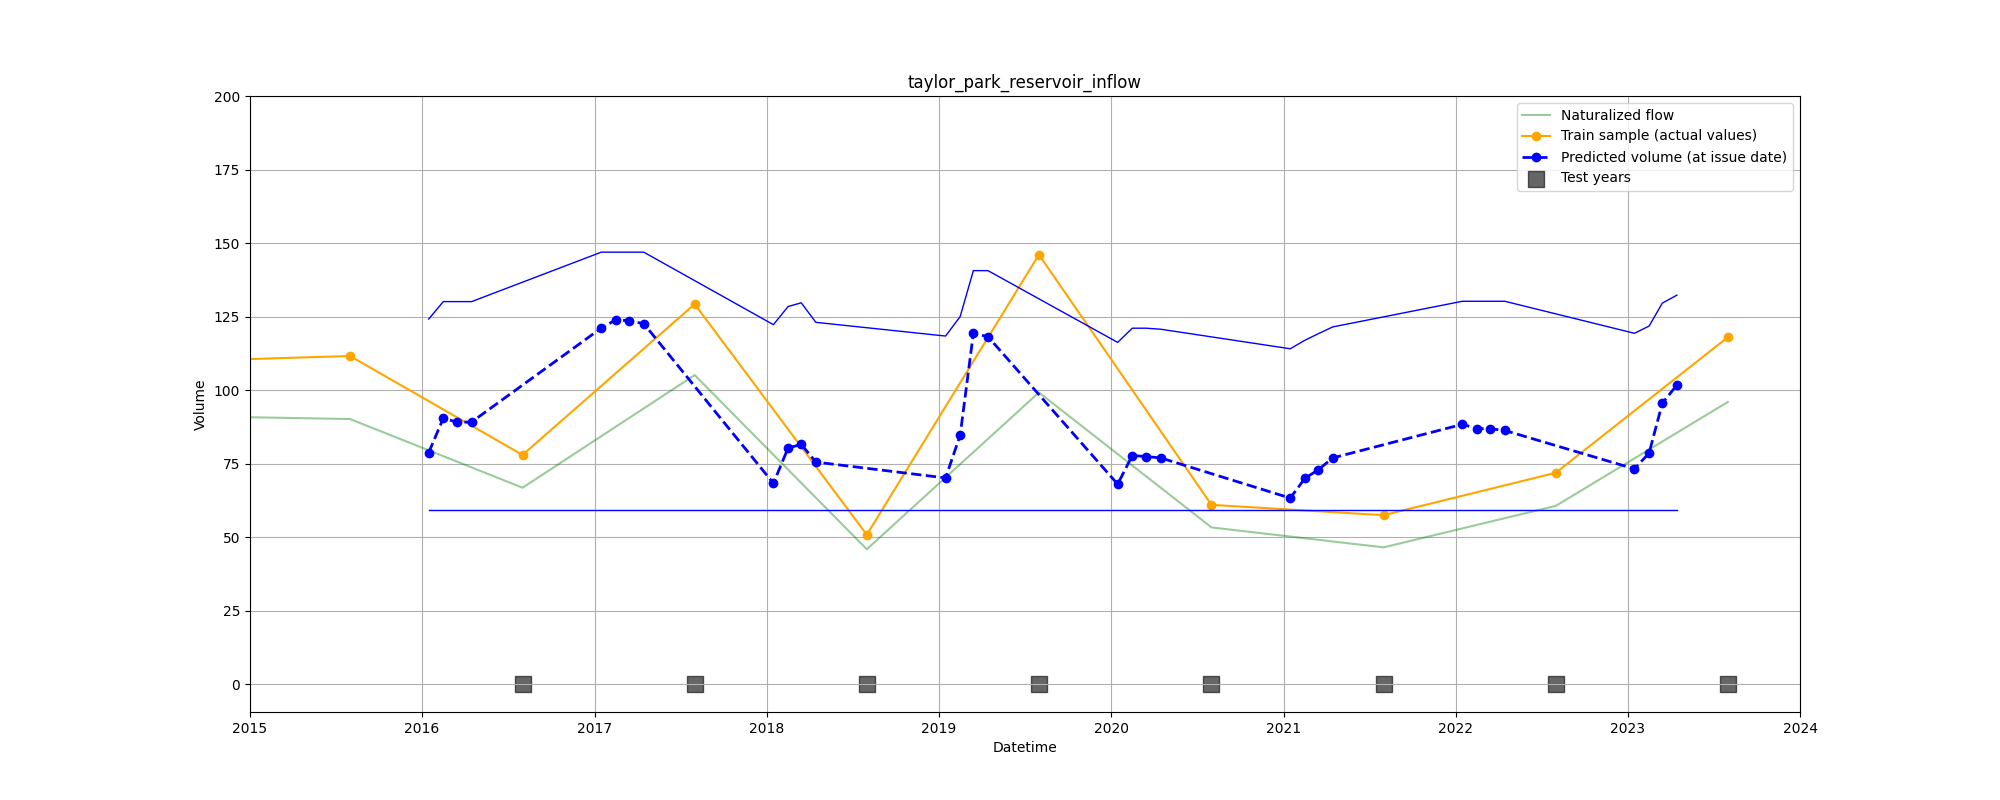 taylor_park_reservoir_inflow
Volume
200
175
150
125
100
75
50
25
0
Naturalized flow
Train sample (actual values)
Predicted volume (at issue date)
Test years
2015 2016 2017 2018 2019 2020 2021 2022 2023 2024
Datetime